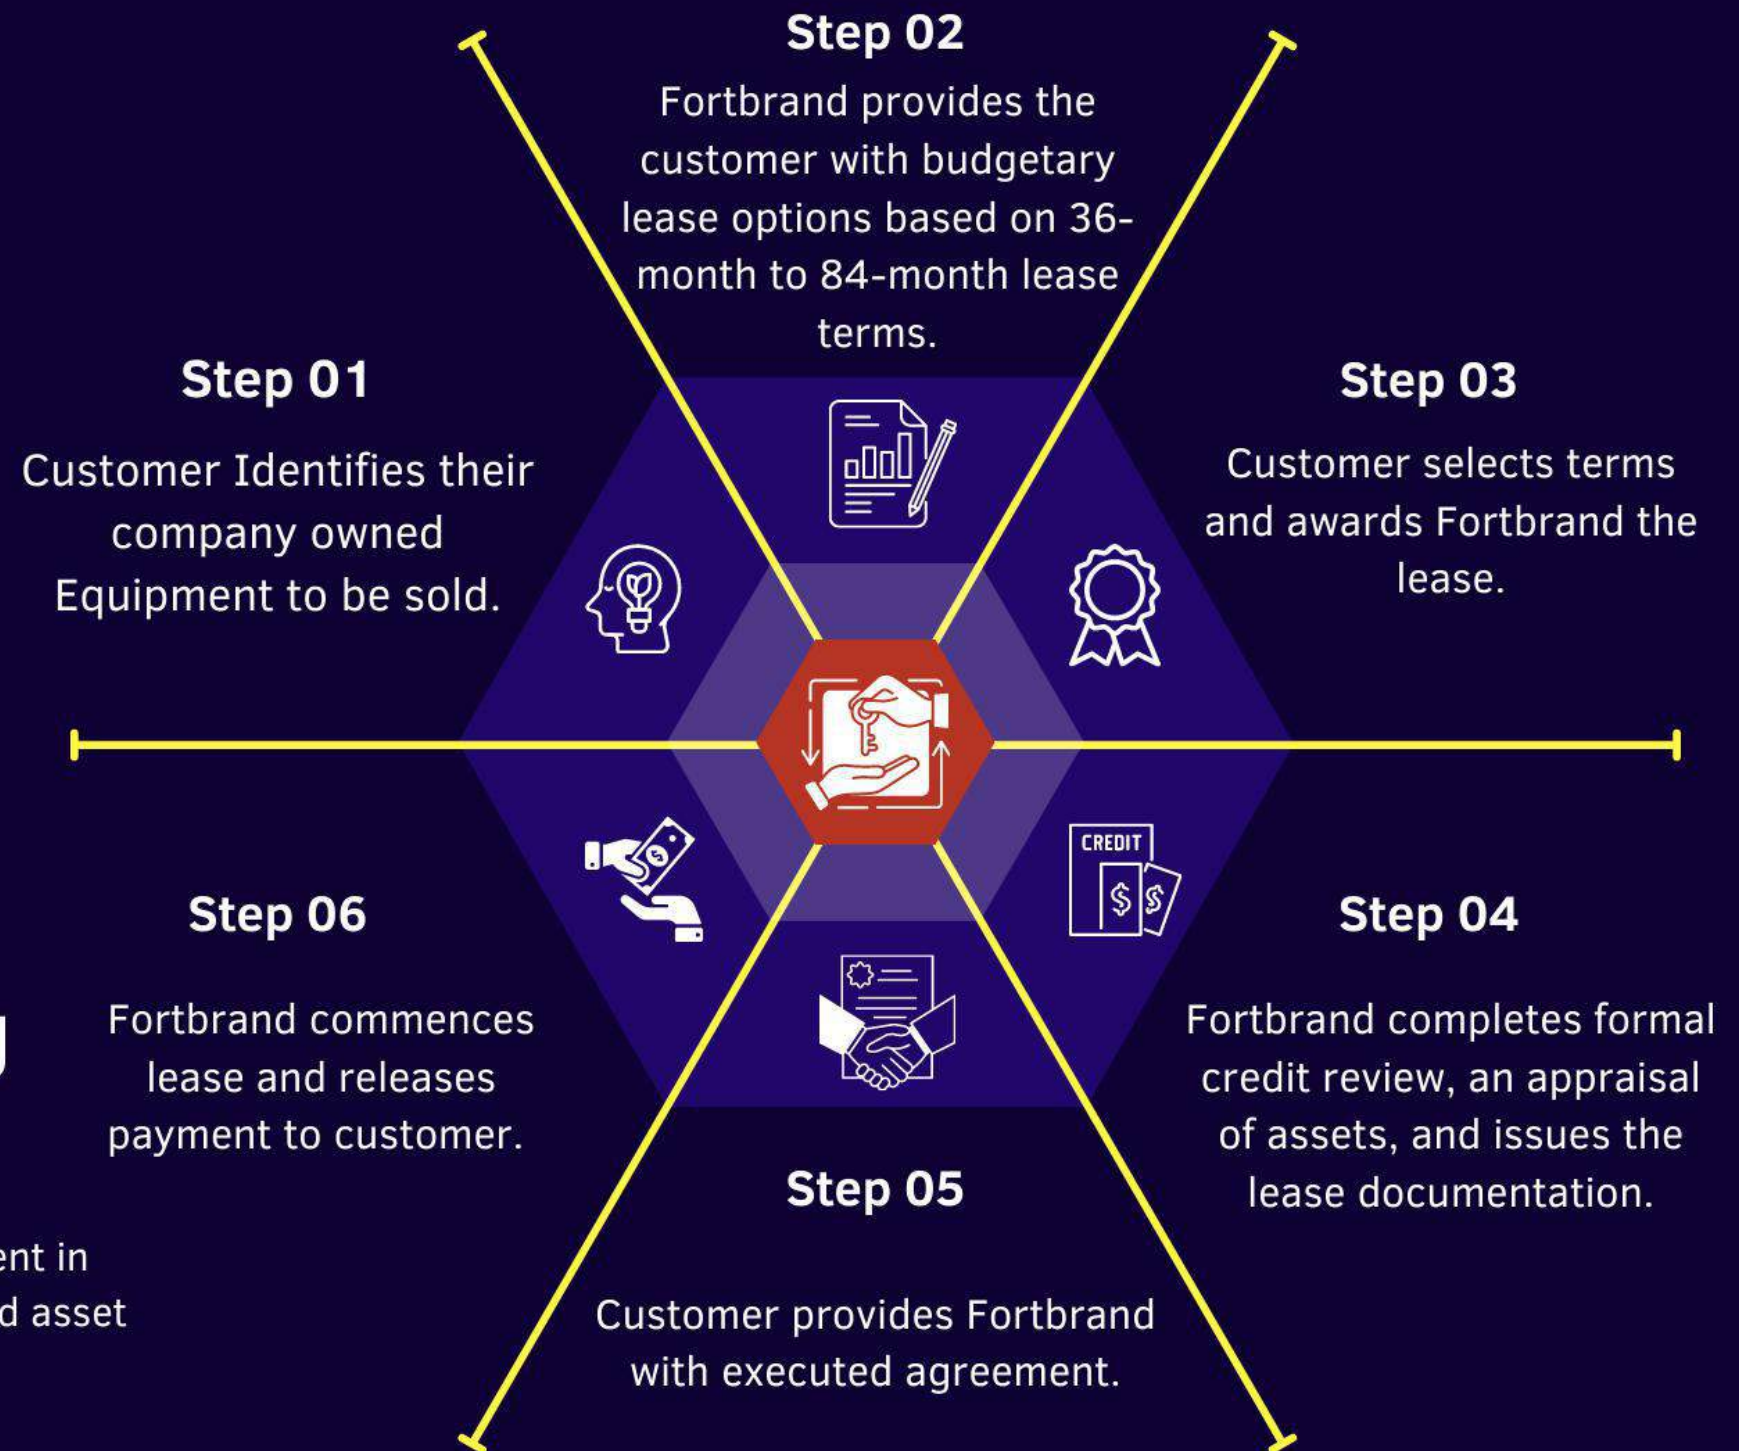 Step 01
Customer Identifies their
company owned
Equipment to be sold.
Step 02
Fortbrand provides the
customer with budgetary
lease options based on 36-
month to 84-month lease
terms.
Step 03
Customer selects terms
and awards Fortbrand the
lease.
CREDIT
$ $
Step 04
Fortbrand completes formal
credit review, an appraisal
of assets, and issues the
lease documentation.
Step 05
Customer provides Fortbrand
with executed agreement.
Step 06
Fortbrand commences
lease and releases
payment to customer.
in
asset